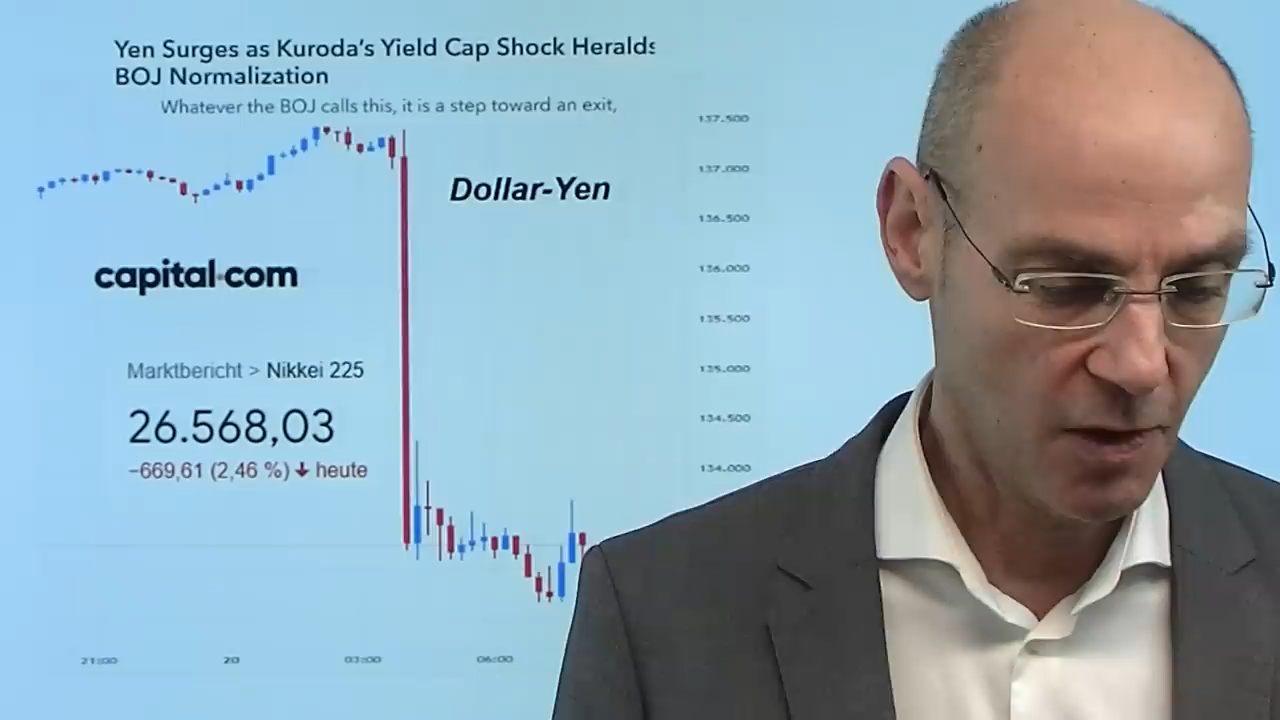 Yen Surges as Kuroda's Yield Cap Shock Heralds
BOJ Normalization
Whatever the BOJ calls this, it is a step toward an exit,
137.500
Dollar-Yen
137.000
136.500
capital.com
136.000
135.500
Marktbericht > Nikkei 225
135.000
26.568,03
134.500
−669,61 (2,46 %) ↓ heute
134.000
21:00
20
03:00
06:00